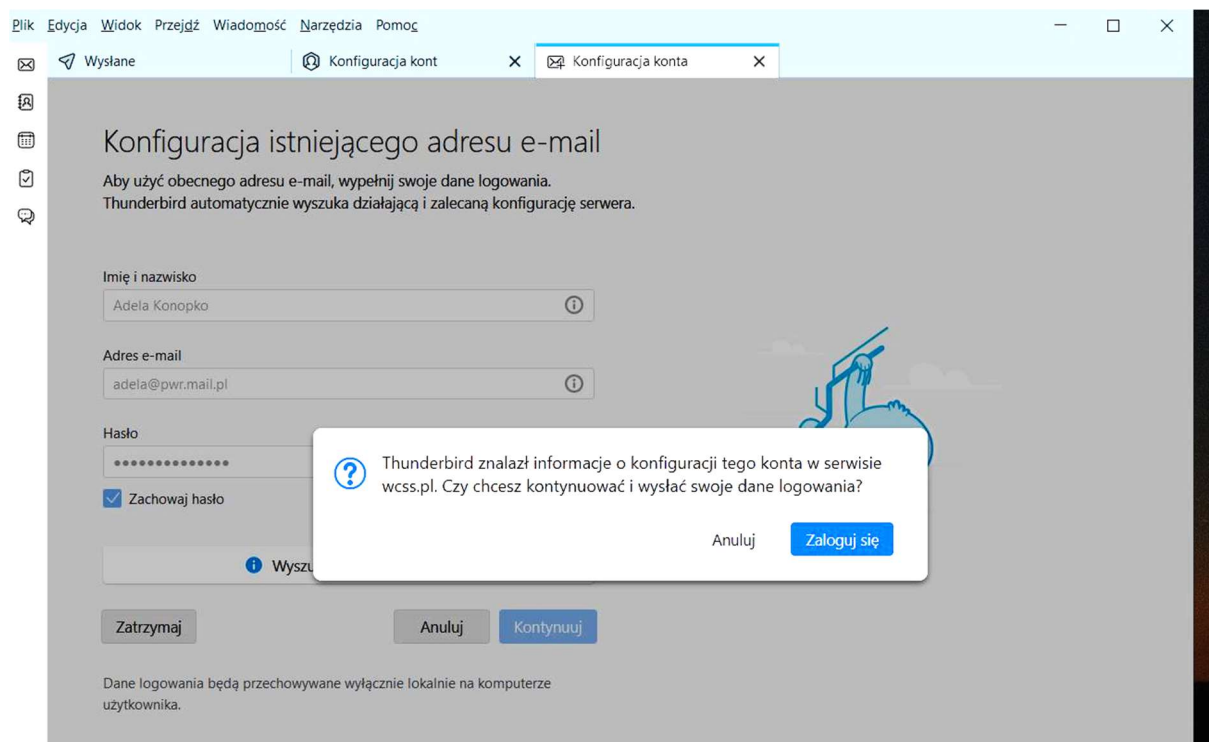 Plik Edycja Widok Przejdź Wiadomość Narzędzia Pomoc
Wysłane Konfiguracja kont Konfiguracja konta
Konfiguracja istniejącego adresu e-mail
Aby użyć obecnego adresu e-mail, wypełnij swoje dane logowania.
Thunderbird automatycznie wyszuka działającą i zalecaną konfigurację serwera.
Imię i nazwisko
Adela Konopko
Adres e-mail
adela@pwr.mail.pl
Hasło
Thunderbird znalazł informacje o konfiguracji tego konta w serwisie
wcss.pl. Czy chcesz kontynuować i wysłać swoje dane logowania?
Zachowaj hasło
Anuluj Zaloguj się
Zatrzymaj Anuluj Kontynuuj
Dane logowania będą przechowywane wyłącznie lokalnie na komputerze
użytkownika.